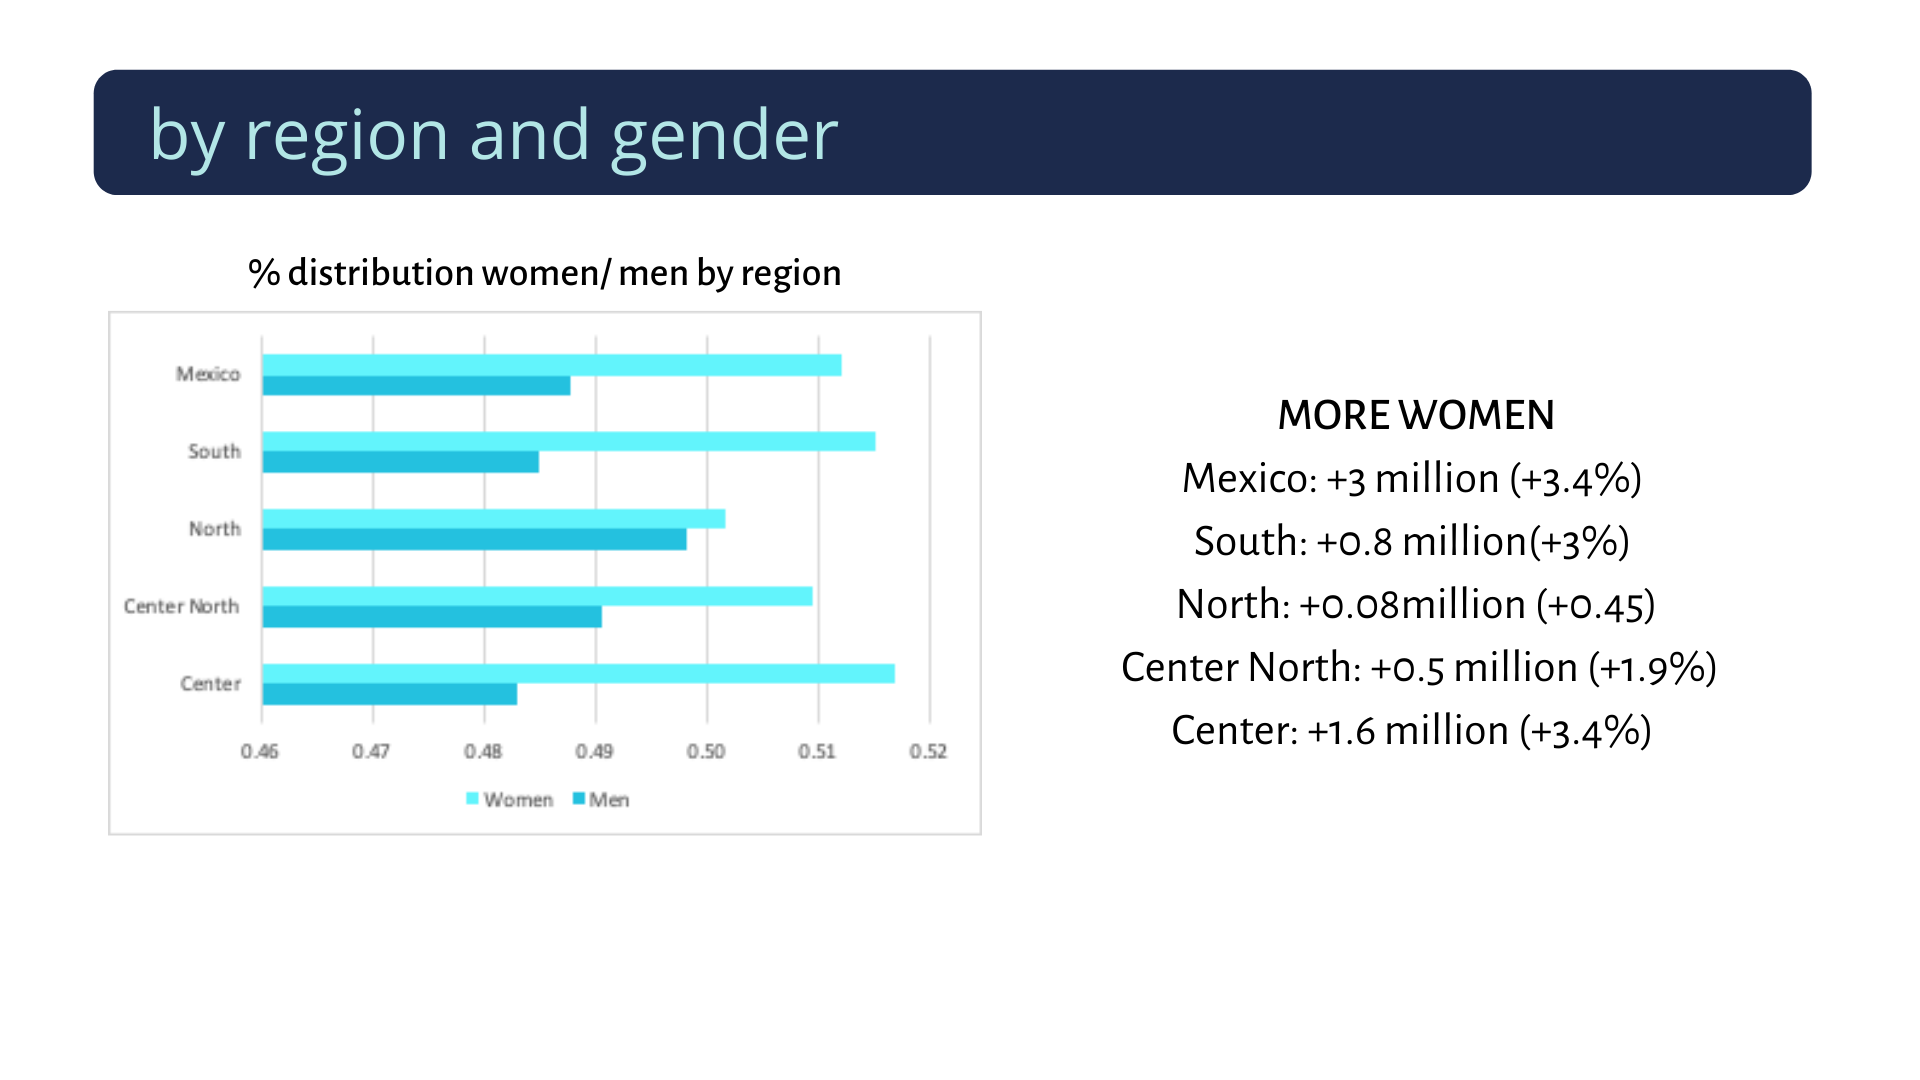 by region and gender
% distribution women/ men by region
Mexico
South
North
Center North
Center
0.46 0.47 0.48 0.49 0.50 0.51 0.52
Women Men
MORE WOMEN
Mexico: +3 million (+3.4%)
South: +0.8 million(+3%)
North: +0.08million (+0.45)
Center North: +0.5 million (+1.9%)
Center: +1.6 million (+3.4%)